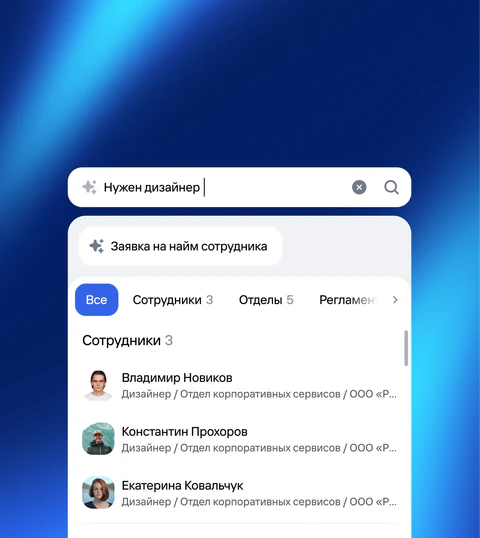 Нужен дизайнер
Заявка на найм сотрудника
Все Сотрудники 3 Отделы 5 Регламен
Сотрудники 3
Владимир Новиков
Дизайнер / Отдел корпоративных сервисов / ООО «Р...
Константин Прохоров
Дизайнер / Отдел корпоративных сервисов / ООО «Р...
Екатерина Ковальчук
Дизайнер / Отдел корпоративных сервисов / ООО «Р...